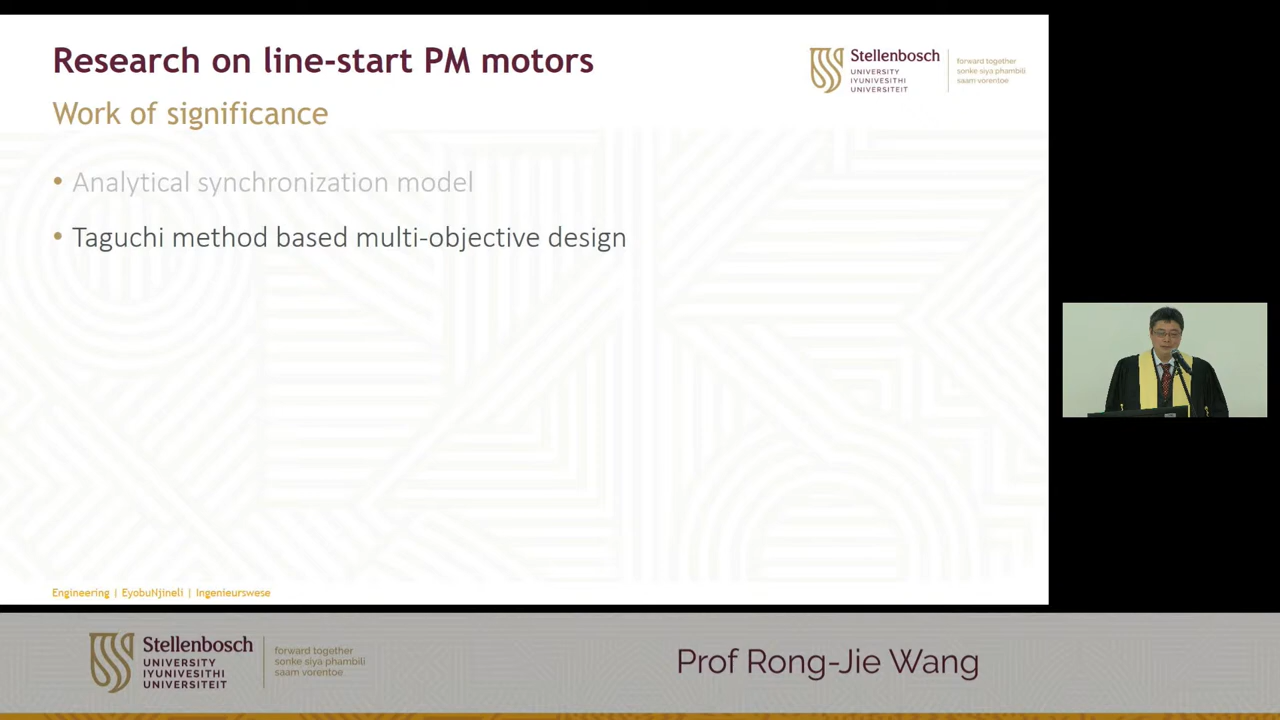 Research on line-start PM motors
Work of significance
Stellenbosch
UNIVERSITY
IYUNIVESITHI
UNIVERSITEIT
forward together
sonke siya phambili
saam vorentoe
• Analytical synchronization model
• Taguchi method based multi-objective design
Engineering | EyobuNjineli | Ingenieurswese
Stellenbosch
UNIVERSITY
IYUNIVESITHI
UNIVERSITEIT
forward together
sonke siya phambili
saam vorentoe
Prof Rong-Jie Wang